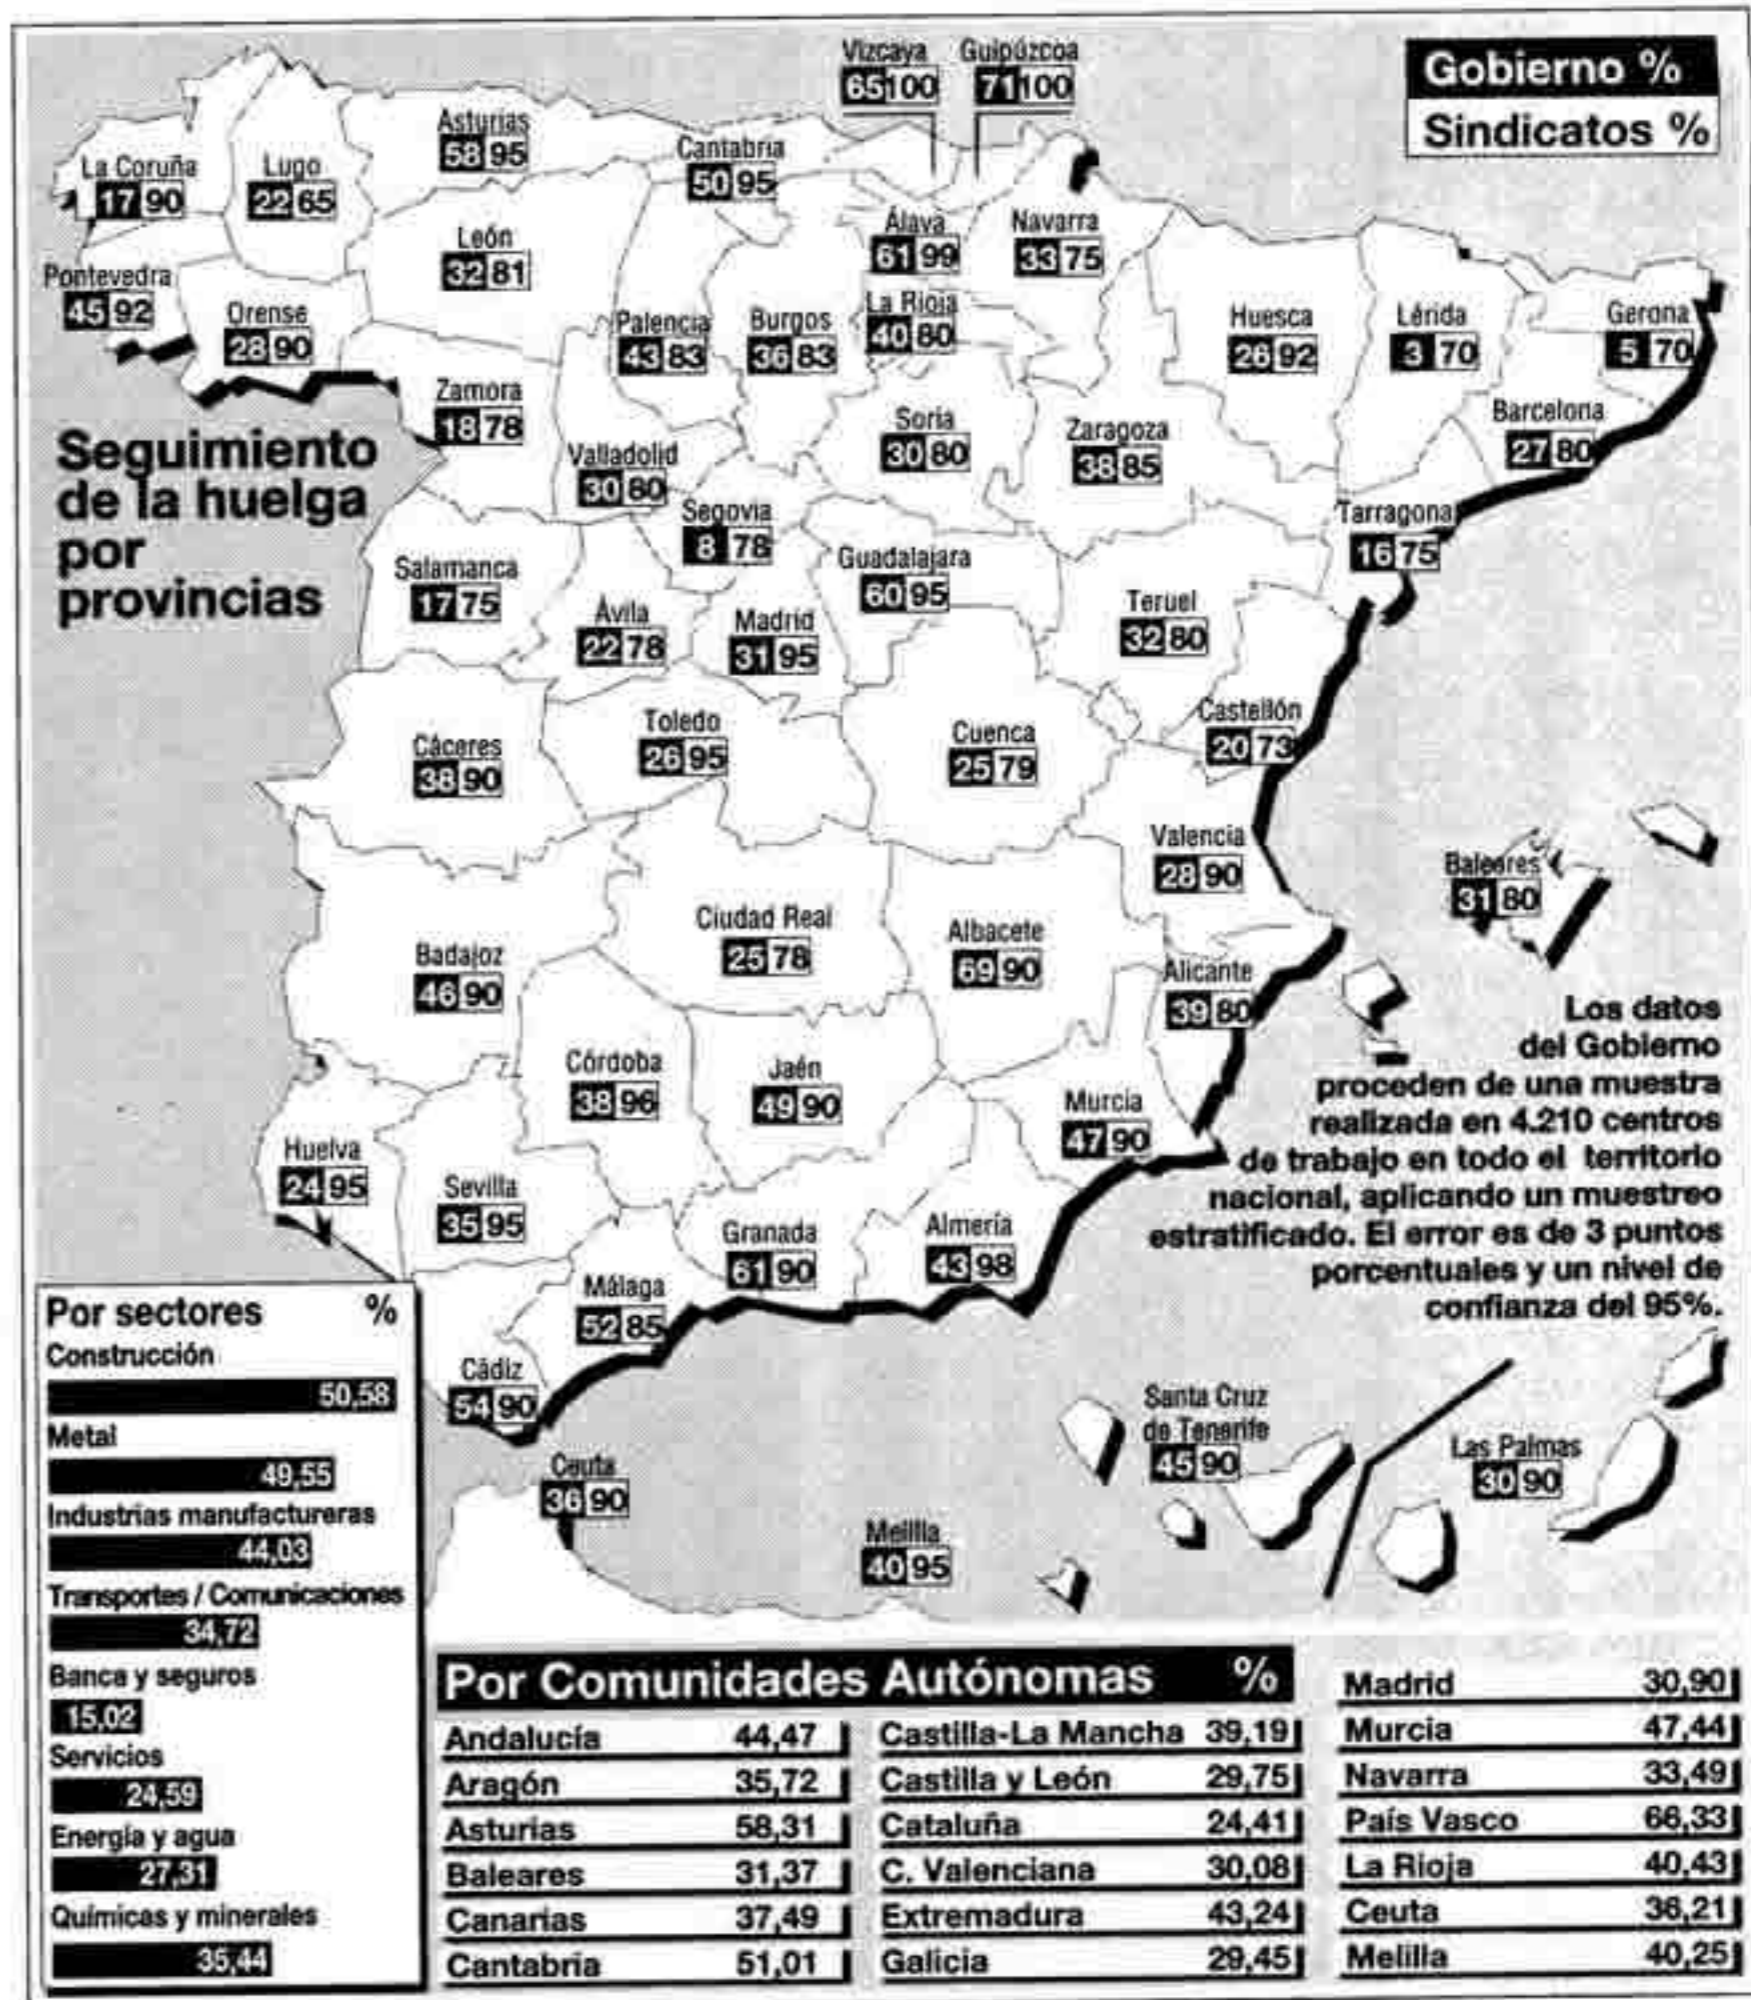 Gobierno %
Sindicatos %
Seguimiento
de la huelga
por
provincias
Vizcaya
65 100
Guipúzcoa
71 100
Asturias
58 95
Cantabria
50 95
La Coruña
17 90
Lugo
22 65
León
32 81
Álava
61 99
Navarra
33 75
Pontevedra
45 92
Orense
28 90
Palencia
43 83
Burgos
36 83
La Rioja
40 80
Huesca
26 92
Lérida
3 70
Gerona
5 70
Zamora
18 78
Valladolid
30 80
Soria
30 80
Zaragoza
38 85
Barcelona
27 80
Segovia
8 78
Tarragona
16 75
Salamanca
17 75
Ávila
22 78
Madrid
31 95
Guadalajara
60 95
Teruel
32 80
Cáceres
38 90
Toledo
26 95
Cuenca
25 79
Castellón
20 73
Valencia
28 90
Baleares
31 80
Badajoz
46 90
Ciudad Real
25 78
Albacete
69 90
Alicante
39 80
Córdoba
38 96
Jaén
49 90
Murcia
47 90
Huelva
24 95
Sevilla
35 95
Granada
61 90
Almería
43 98
Málaga
52 85
Cádiz
54 90
Ceuta
36 90
Melilla
40 95
Santa Cruz
de Tenerife
45 90
Las Palmas
30 90
Los datos
del Gobierno
proceden de una muestra
realizada en 4.210 centros
de trabajo en todo el territorio
nacional, aplicando un muestreo
estratificado. El error es de 3 puntos
porcentuales y un nivel de
confianza del 95%.
Por sectores %
Construcción
50,58
Metal
49,55
Industrias manufactureras
44,03
Transportes / Comunicaciones
34,72
Banca y seguros
15,02
Servicios
24,59
Energía y agua
27,31
Químicas y minerales
35,44
Por Comunidades Autónomas %
Andalucía 44,47
Aragón 35,72
Asturias 58,31
Baleares 31,37
Canarias 37,49
Cantabria 51,01
Castilla-La Mancha 39,19
Castilla y León 29,75
Cataluña 24,41
C. Valenciana 30,08
Extremadura 43,24
Galicia 29,45
Madrid 30,90
Murcia 47,44
Navarra 33,49
País Vasco 66,33
La Rioja 40,43
Ceuta 36,21
Melilla 40,25